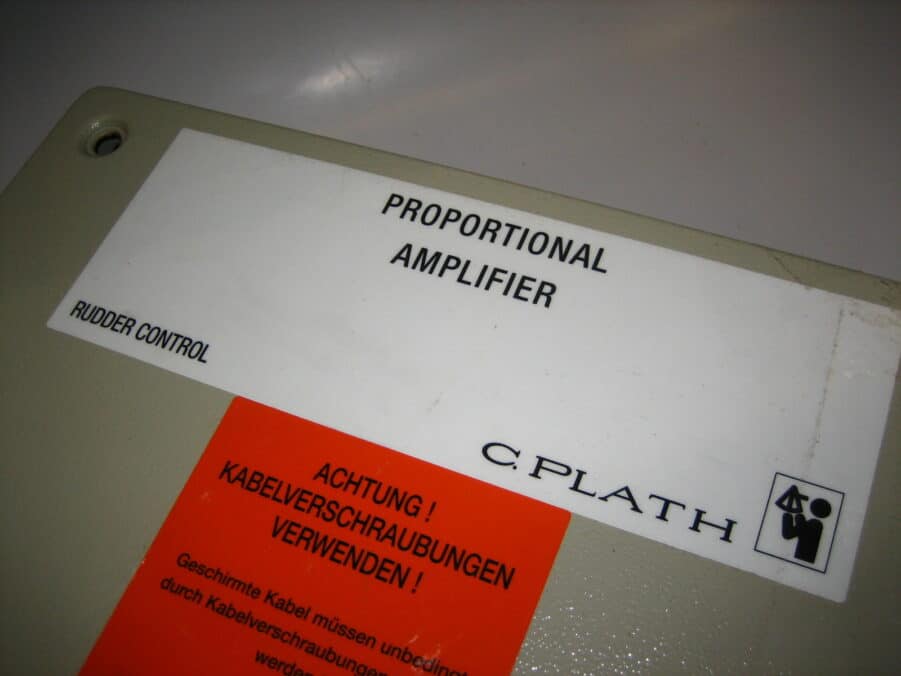 PROPORTIONAL
AMPLIFIER
RUDDER CONTROL
C. PLATH
ACHTUNG !
KABELVERSCHRAUBUNGEN
VERWENDEN !
Geschirmte Kabel müssen unbedingt
durch Kabelverschraubungen